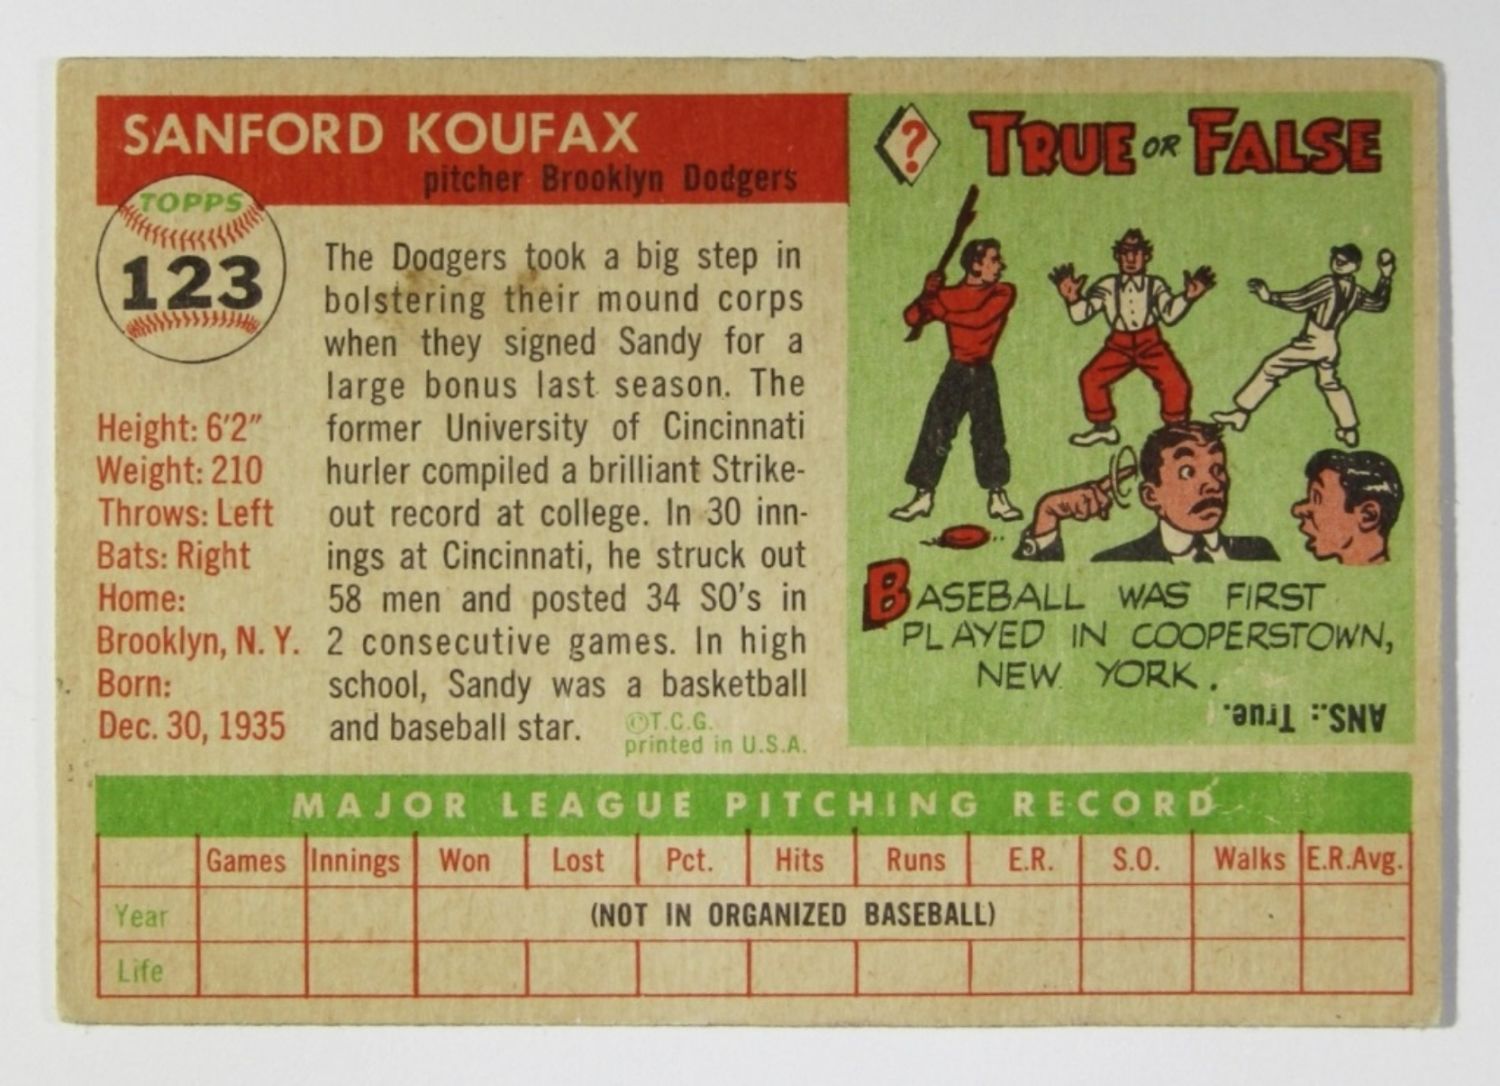 SANFORD KOUFAX
pitcher Brooklyn Dodgers
TOPPS
123
The Dodgers took a big step in
bolstering their mound corps
when they signed Sandy for a
large bonus last season. The
former University of Cincinnati
hurler compiled a brilliant Strike-
out record at college. In 30 inn-
ings at Cincinnati, he struck out
58 men and posted 34 SO's in
2 consecutive games. In high
school, Sandy was a basketball
and baseball star.
©T.C.G.
printed in U.S.A.
Height: 6'2"
Weight: 210
Throws: Left
Bats: Right
Home:
Brooklyn, N. Y.
Born:
Dec. 30, 1935
?
TRUE OR FALSE
BASEBALL WAS FIRST
PLAYED IN COOPERSTOWN,
NEW YORK.
ANS.: True.
MAJOR LEAGUE PITCHING RECORD
Games Innings Won Lost Pct. Hits Runs E.R. S.O. Walks E.R.Avg.
Year (NOT IN ORGANIZED BASEBALL)
Life